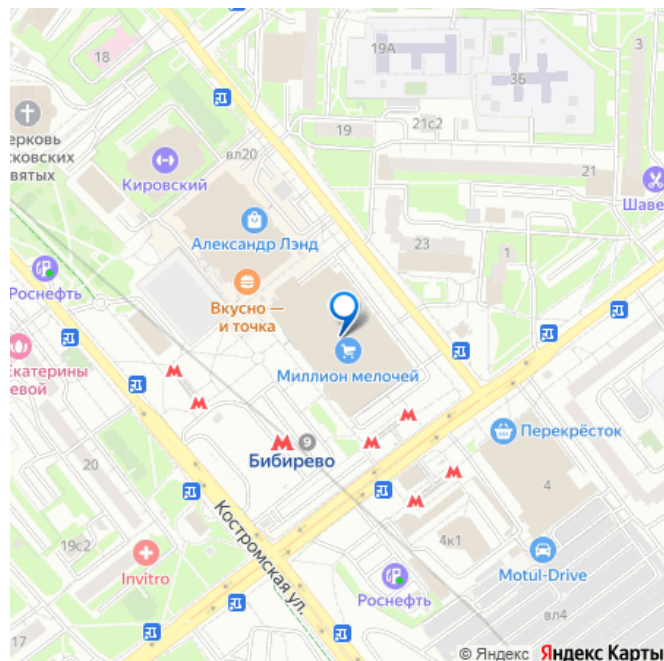 3
19А
18
3Б
19
21с2
ерковь
сковских
вятых
вл20
21
Кировский
Шаве
Александр Лэнд
23
1
Роснефть
Вкусно —
и точка
Екатерины
евой
Миллион мелочей
М
М
М
М
М
9
Бибирево
М
М
Перекрёсток
20
4
Костромская ул.
19с2
4к1
Invitro
Motul-Drive
Роснефть
вл4
17
© Яндекс Яндекс Карты